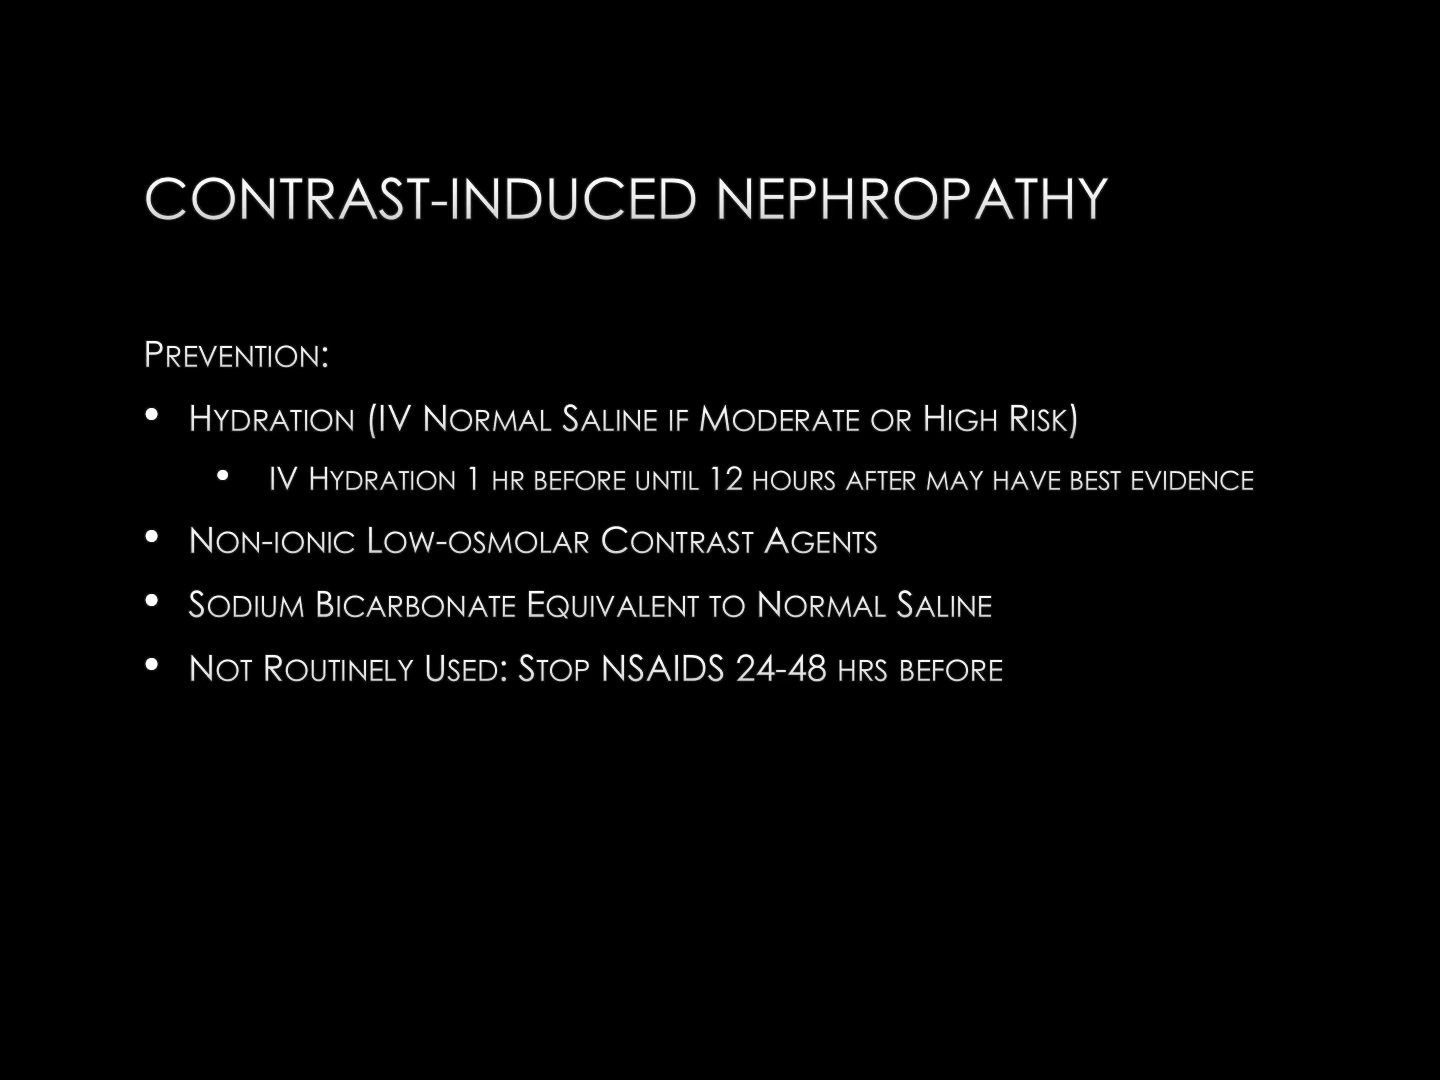 CONTRAST-INDUCED NEPHROPATHY
PREVENTION:
• HYDRATION (IV NORMAL SALINE IF MODERATE OR HIGH RISK)
• IV HYDRATION 1 HR BEFORE UNTIL 12 HOURS AFTER MAY HAVE BEST EVIDENCE
• NON-IONIC LOW-OSMOLAR CONTRAST AGENTS
• SODIUM BICARBONATE EQUIVALENT TO NORMAL SALINE
• NOT ROUTINELY USED: STOP NSAIDS 24-48 HRS BEFORE